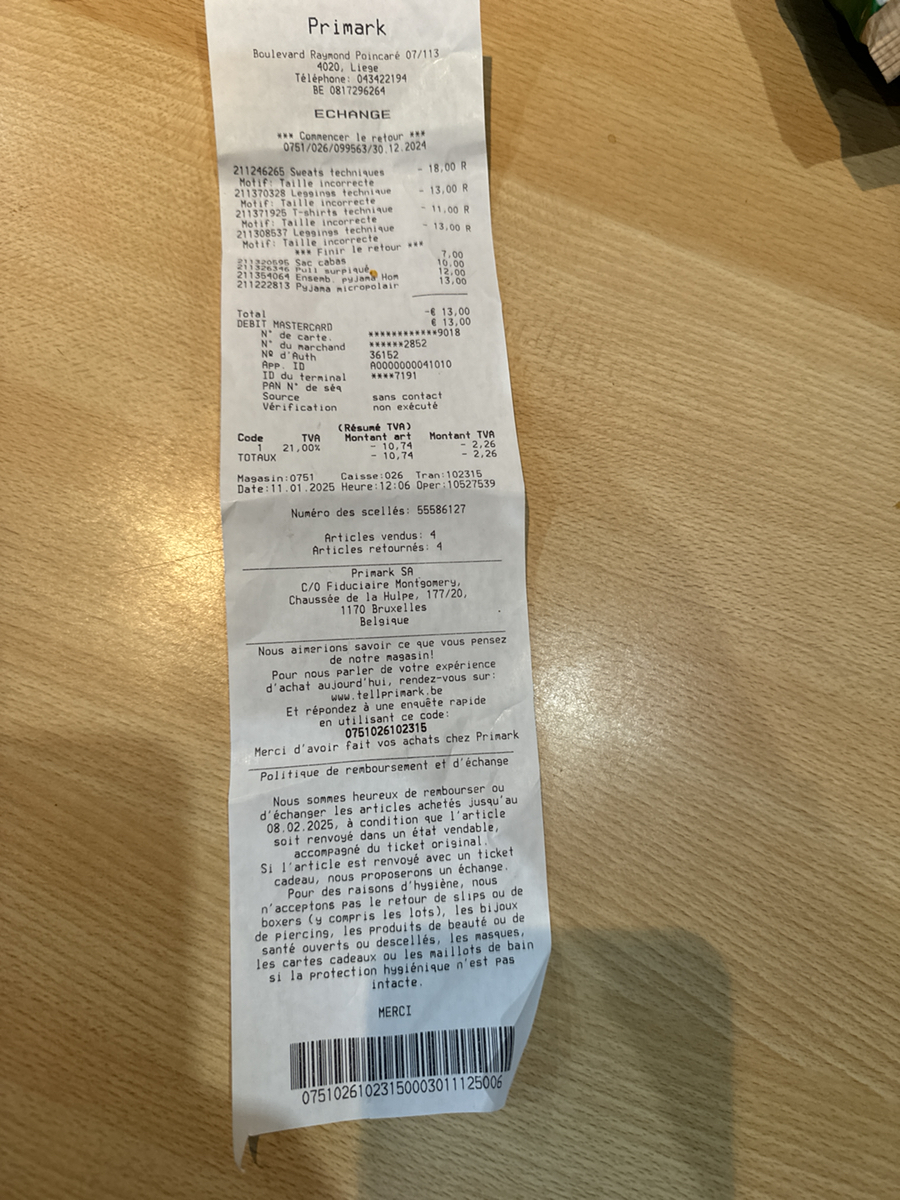 Primark
Boulevard Raymond Poincaré 07/113
4020, Liege
Téléphone: 043422194
BE 0817296264
ECHANGE
*** Commencer le retour ***
0751/026/099563/30.12.2024
211246265 Sweats techniques - 18,00 R
Motif: Taille incorrecte
211370328 Leggings technique - 13,00 R
Motif: Taille incorrecte
211371925 T-shirts technique - 11,00 R
Motif: Taille incorrecte
211308537 Leggings technique - 13,00 R
Motif: Taille incorrecte
*** Finir le retour ***
Sac cabas 7,00
211326346 Pull surpiqué 10,00
211354064 Ensemb. pyjama Hom 12,00
211222813 Pyjama micropolair 13,00
Total -€ 13,00
DEBIT MASTERCARD € 13,00
N° de carte. ************9018
N° du marchand ******2852
Nº d'Auth 36152
App. ID A0000000041010
ID du terminal ****7191
PAN N° de séq
Source sans contact
Vérification non exécuté
(Résumé TVA)
Code TVA Montant art Montant TVA
1 21,00% - 10,74 - 2,26
TOTAUX - 10,74 - 2,26
Magasin:0751 Caisse:026 Tran:102315
Date:11.01.2025 Heure:12:06 Oper:10527539
Numéro des scellés: 55586127
Articles vendus: 4
Articles retournés: 4
Primark SA
C/O Fiduciaire Montgomery,
Chaussée de la Hulpe, 177/20,
1170 Bruxelles
Belgique
Nous aimerions savoir ce que vous pensez
de notre magasin!
Pour nous parler de votre expérience
d'achat aujourd'hui, rendez-vous sur:
www.tellprimark.be
Et répondez à une enquête rapide
en utilisant ce code:
0751026102315
Merci d'avoir fait vos achats chez Primark
Politique de remboursement et d'échange
Nous sommes heureux de rembourser ou
d'échanger les articles achetés jusqu'au
08.02.2025, à condition que l'article
soit renvoyé dans un état vendable,
accompagné du ticket original.
Si l'article est renvoyé avec un ticket
cadeau, nous proposerons un échange.
Pour des raisons d'hygiène, nous
n'acceptons pas le retour de slips ou de
boxers (y compris les lots), les bijoux
de piercing, les produits de beauté ou de
santé ouverts ou descellés, les masques,
les cartes cadeaux ou les maillots de bain
si la protection hygiénique n'est pas
intacte.
MERCI
07510261023150003011125006